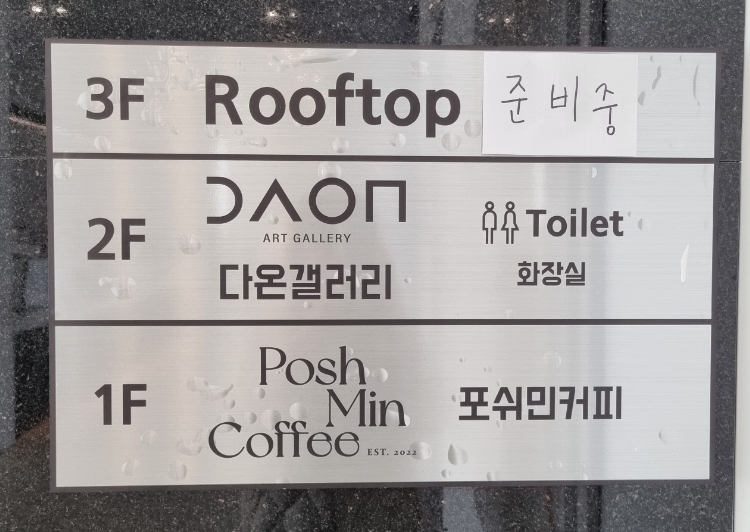 3F Rooftop 준비중
2F DAON Toilet
ART GALLERY
다온갤러리 화장실
1F Posh Min Coffee EST. 2022 포쉬민커피